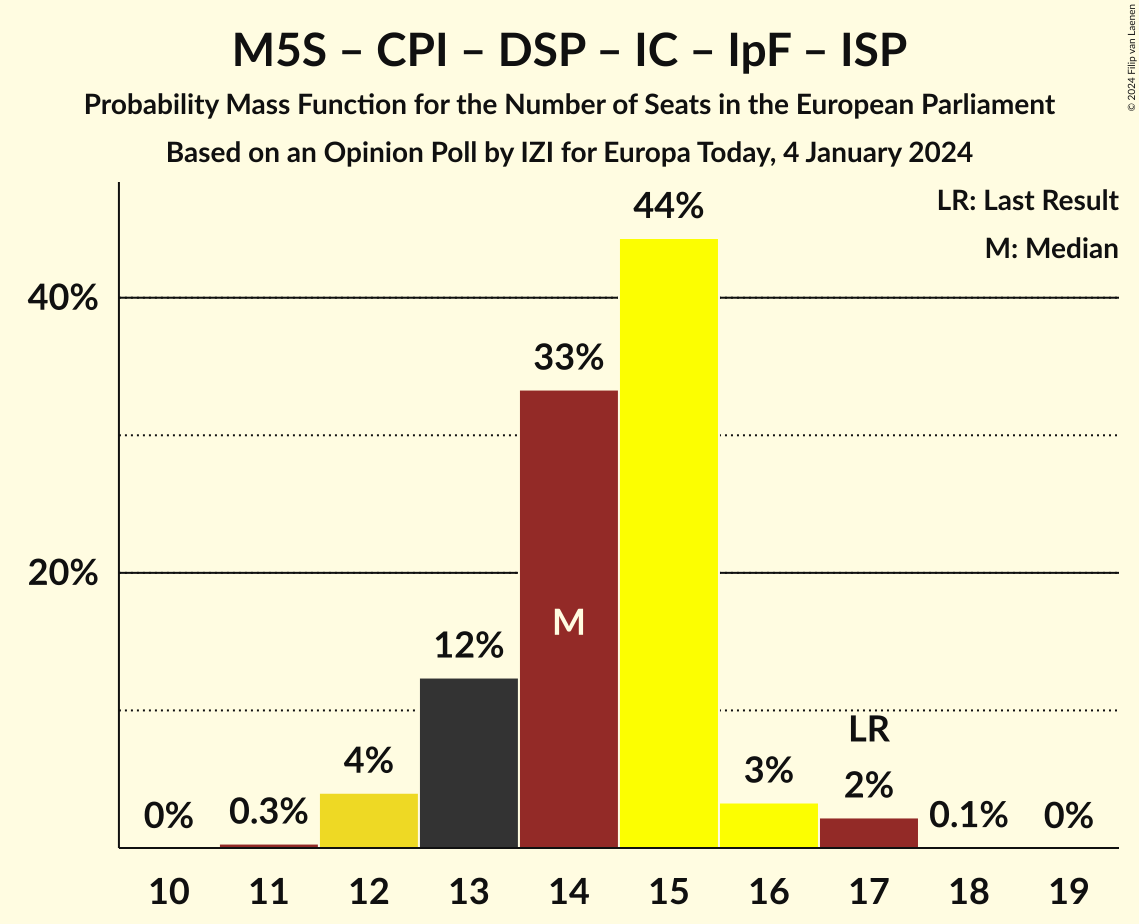 M5S – CPI – DSP – IC – IpF – ISP
Probability Mass Function for the Number of Seats in the European Parliament
Based on an Opinion Poll by IZI for Europa Today, 4 January 2024
© 2024 Filip van Laenen
LR: Last Result
M: Median
44%
40%
33%
20%
M
12%
LR
4%
3%
2%
0%
0.3%
0.1%
0%
10 11 12 13 14 15 16 17 18 19